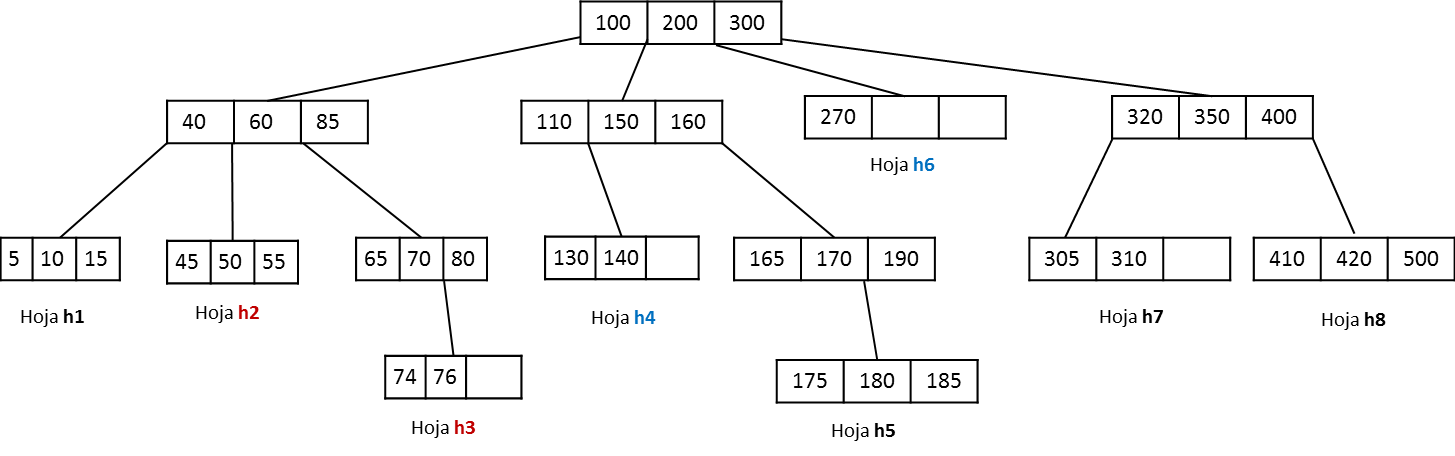 100 200 300
40 60 85
110 150 160
270
320 350 400
Hoja h6
5 10 15
45 50 55
65 70 80
130 140
165 170 190
305 310
410 420 500
Hoja h1
Hoja h2
Hoja h4
Hoja h7
Hoja h8
74 76
175 180 185
Hoja h3
Hoja h5